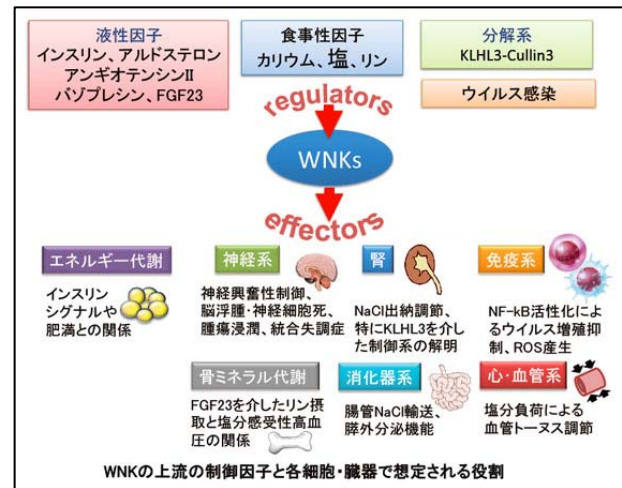 液性因子
インスリン、アルドステロン
アンギオテンシンII
バゾプレシン、FGF23
食事性因子
カリウム、塩、リン
分解系
KLHL3-Cullin3
ウイルス感染
regulators
WNKs
effectors
エネルギー代謝
インスリン
シグナルや
肥満との関係
神経系
神経興奮性制御、
脳浮腫・神経細胞死、
腫瘍浸潤、統合失調症
腎
NaCl出納調節、
特にKLHL3を介し
た制御系の解明
免疫系
NF-kB活性化によ
るウイルス増殖抑
制、ROS産生
骨ミネラル代謝
FGF23を介したリン摂
取と塩分感受性高血
圧の関係
消化器系
腸管NaCl輸送、
膵外分泌機能
心・血管系
塩分負荷による
血管トーヌス調節
WNKの上流の制御因子と各細胞・臓器で想定される役割